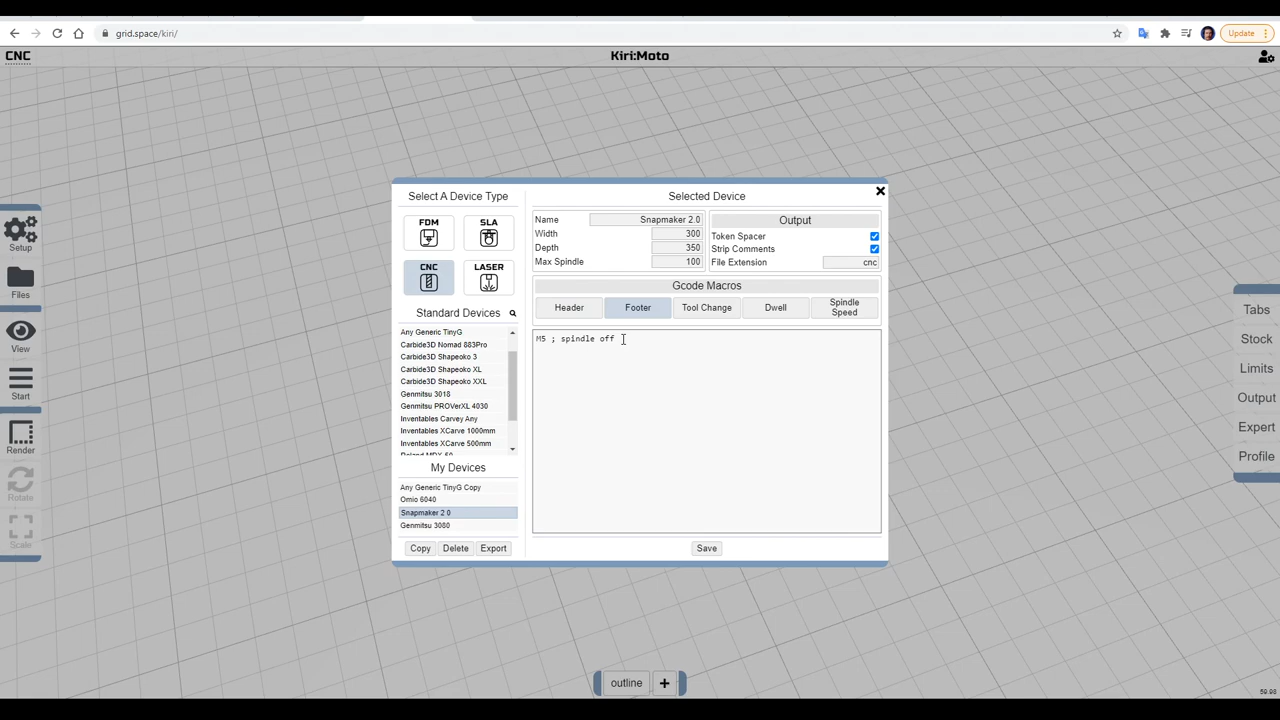 grid.space/kiri/
Update
CNC
Kiri:Moto
Setup
Files
View
Start
Render
Rotate
Scale
Select A Device Type
FDM
SLA
CNC
LASER
Standard Devices
Any Generic TinyG
Carbide3D Nomad 883Pro
Carbide3D Shapeoko 3
Carbide3D Shapeoko XL
Carbide3D Shapeoko XXL
Genmitsu 3018
Genmitsu PROVerXL 4030
Inventables Carvey Any
Inventables XCarve 1000mm
Inventables XCarve 500mm
My Devices
Any Generic TinyG Copy
Omio 6040
Snapmaker 2 0
Genmitsu 3080
Copy Delete Export
Selected Device
Name Snapmaker 2.0
Width 300
Depth 350
Max Spindle 100
Output
Token Spacer
Strip Comments
File Extension cnc
Gcode Macros
Header Footer Tool Change Dwell Spindle
Speed
M5 ; spindle off
Save
Tabs
Stock
Limits
Output
Expert
Profile
outline +
59.98